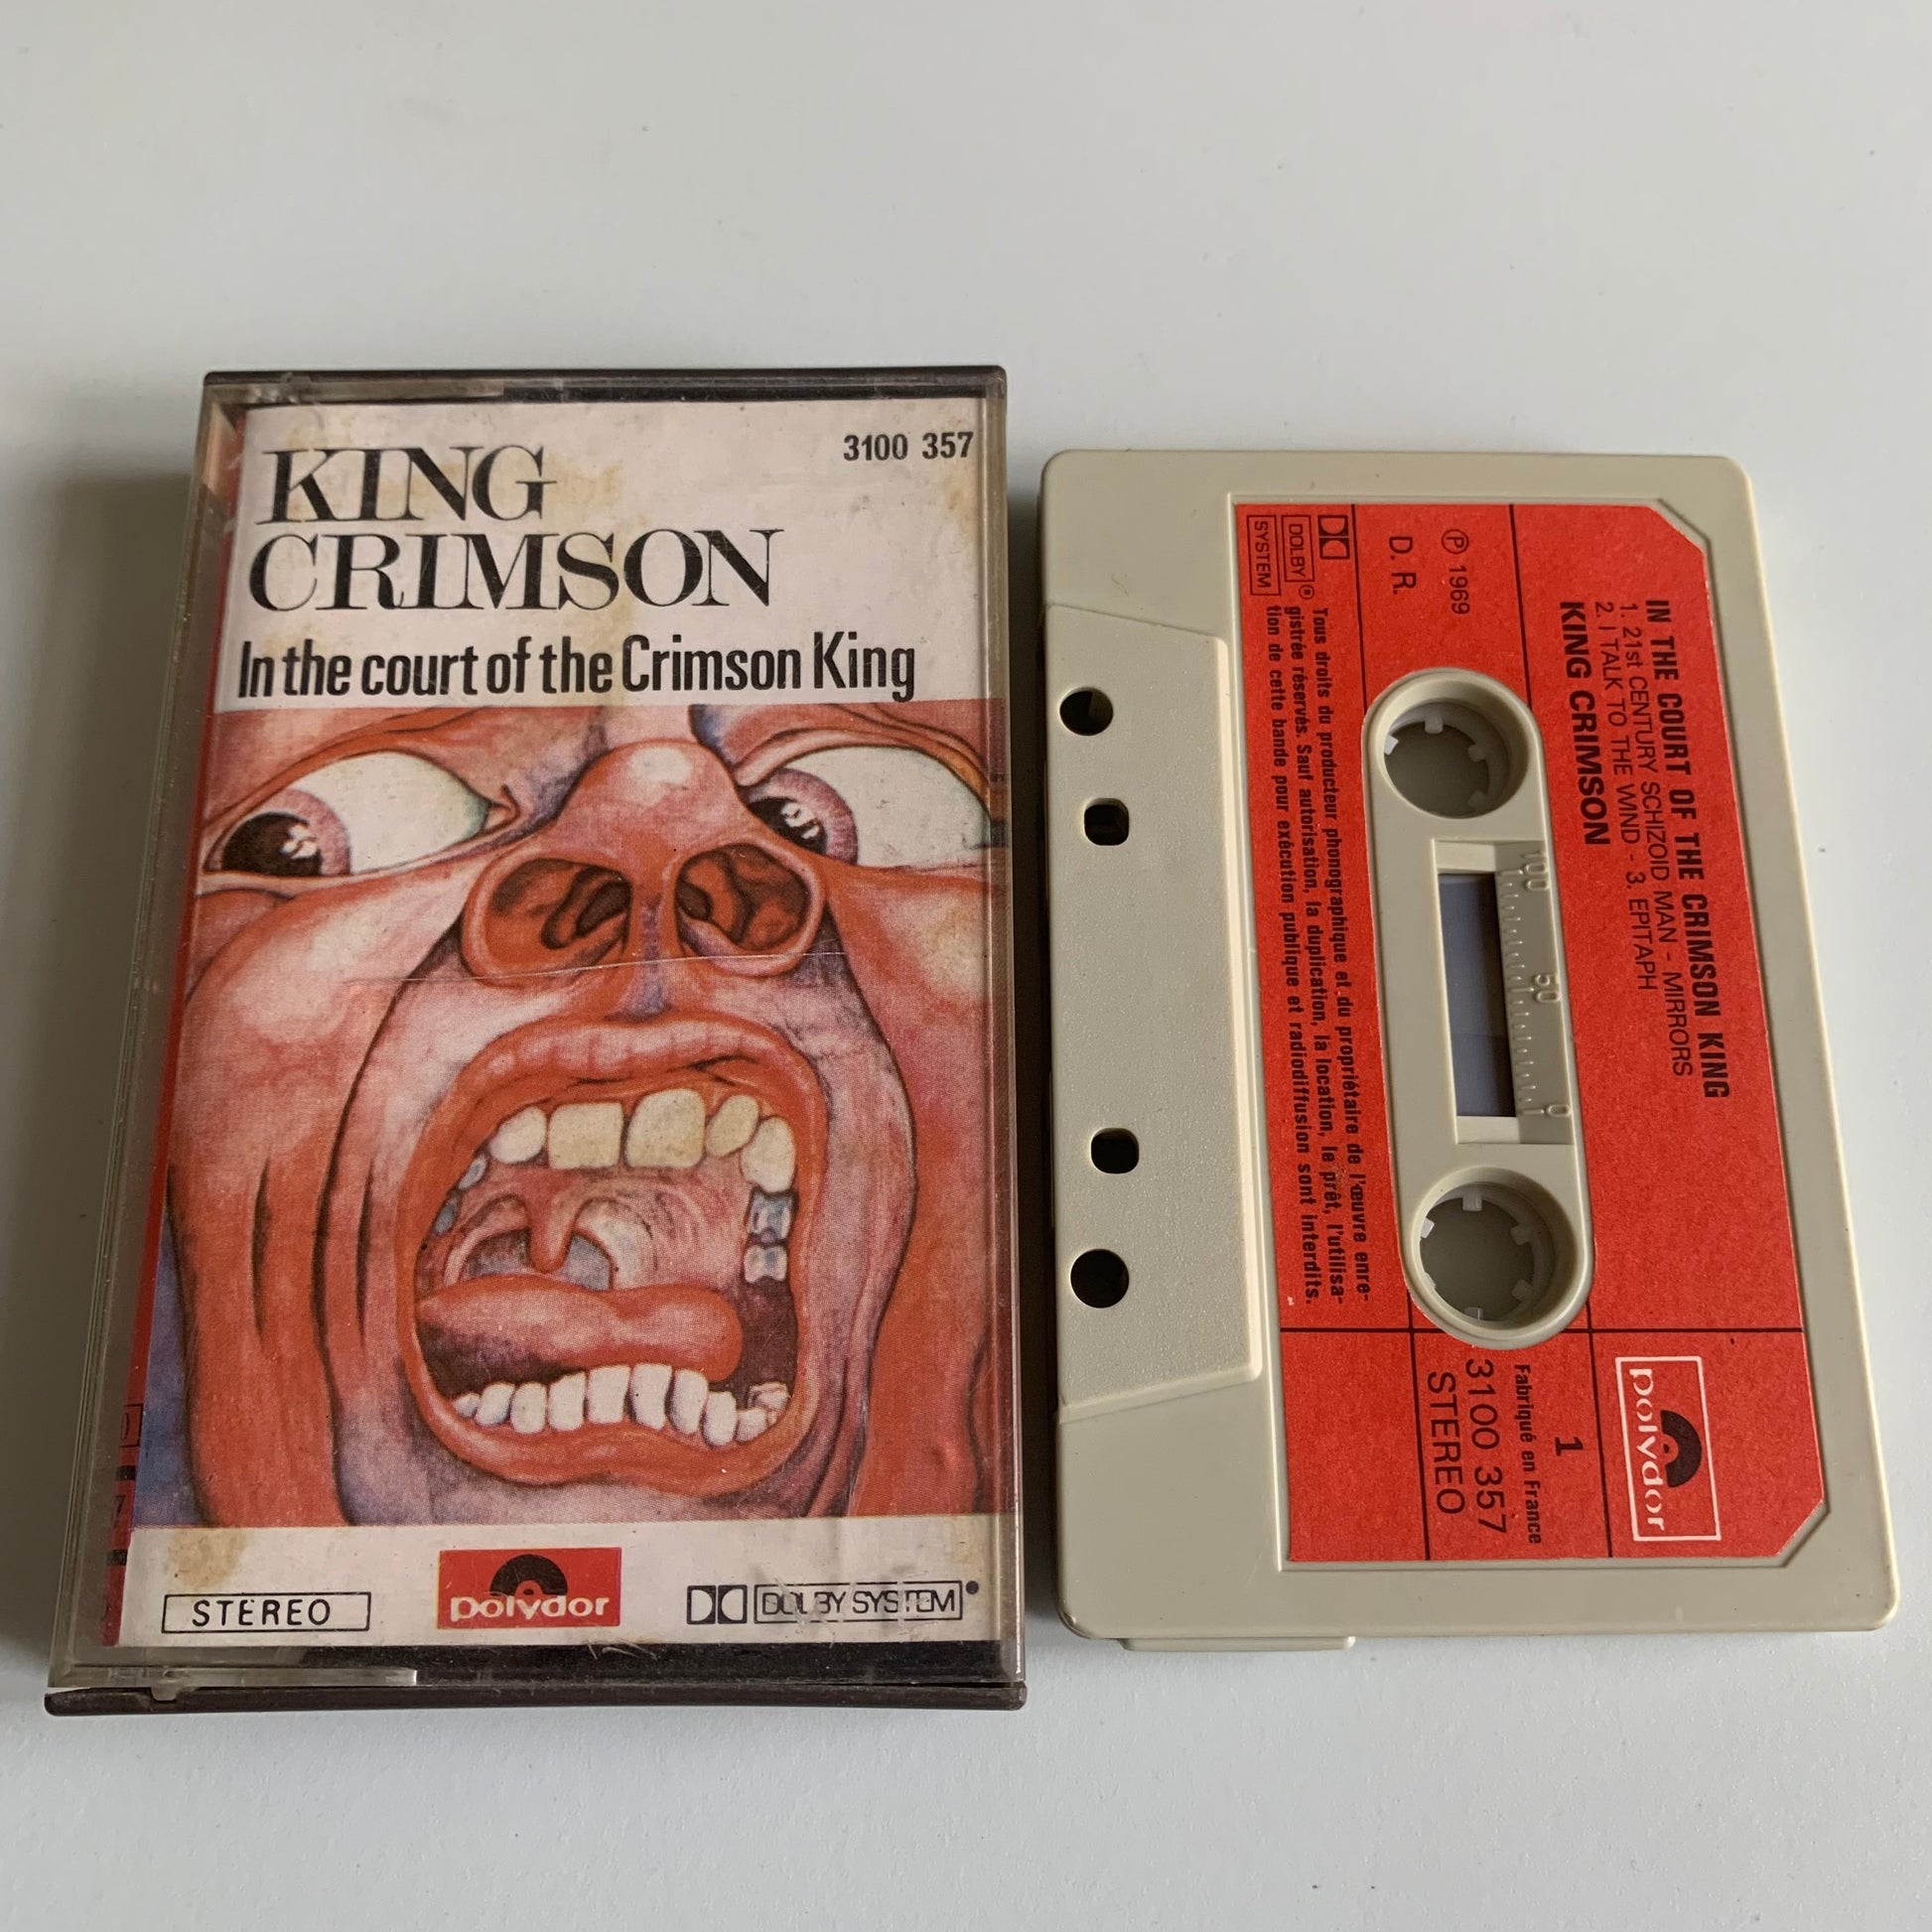 KING
CRIMSON
3100 357
In the court of the Crimson King
STEREO
polydor
DOLBY SYSTEM
IN THE COURT OF THE CRIMSON KING
1. 21st CENTURY SCHIZOID MAN - MIRRORS
2. I TALK TO THE WIND - 3. EPITAPH
KING CRIMSON
℗ 1969
D. R.
DOLBY
SYSTEM
Tous droits du producteur phonographique et du propriétaire de l'œuvre enre-
gistrée réservés. Sauf autorisation, la duplication, la location, le prêt, l'utilisa-
tion de cette bande pour exécution publique et radiodiffusion sont interdits.
100 50 0
polydor
1
Fabriqué en France
3100 357
STEREO